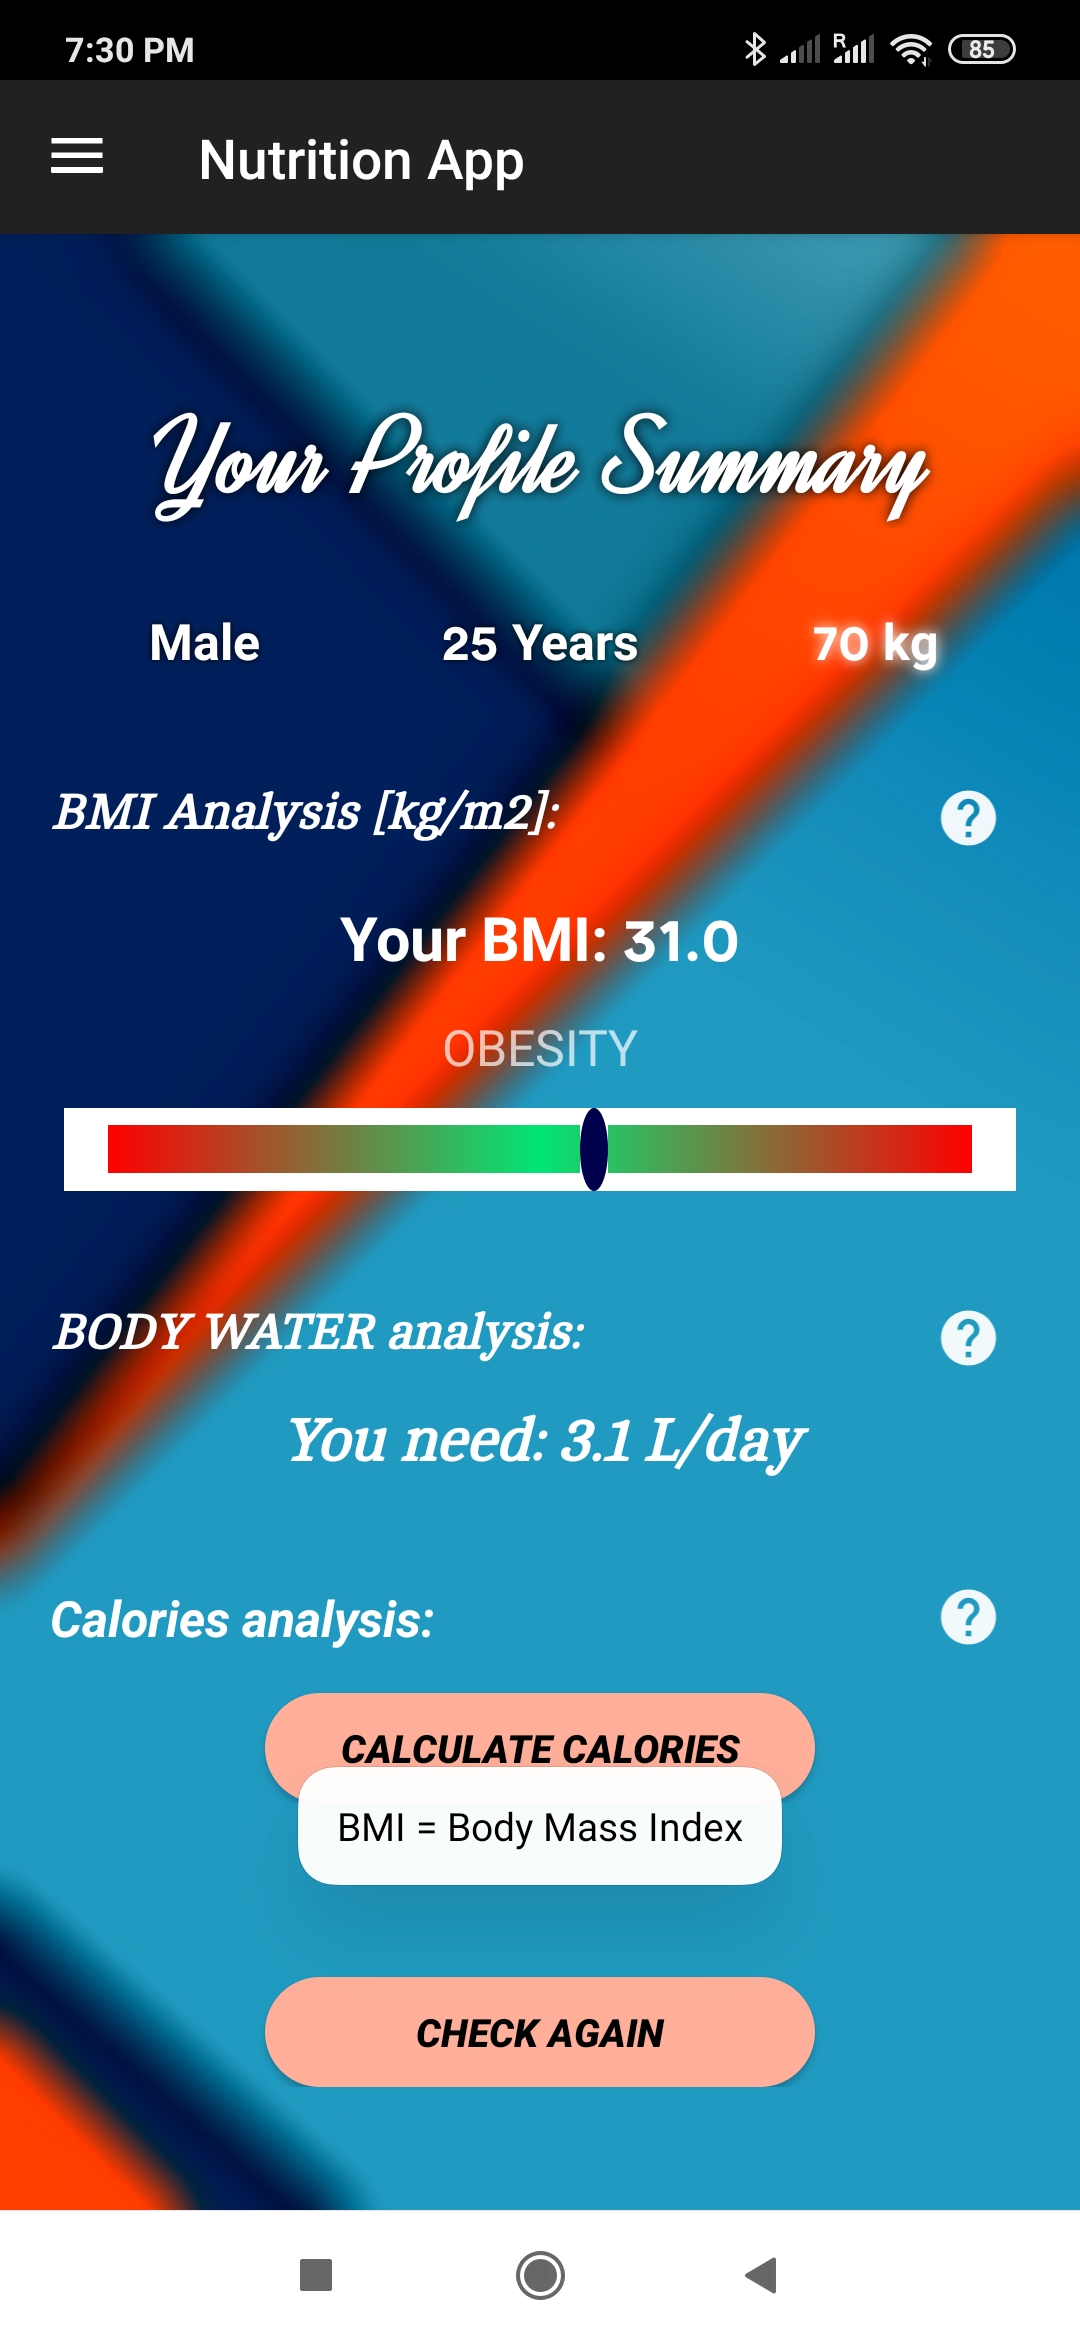 7:30 PM
R
85
Nutrition App
Your Profile Summary
Male 25 Years 70 kg
BMI Analysis [kg/m2]:
?
Your BMI: 31.0
OBESITY
BODY WATER analysis:
?
You need: 3.1 L/day
Calories analysis:
?
CALCULATE CALORIES
BMI = Body Mass Index
CHECK AGAIN